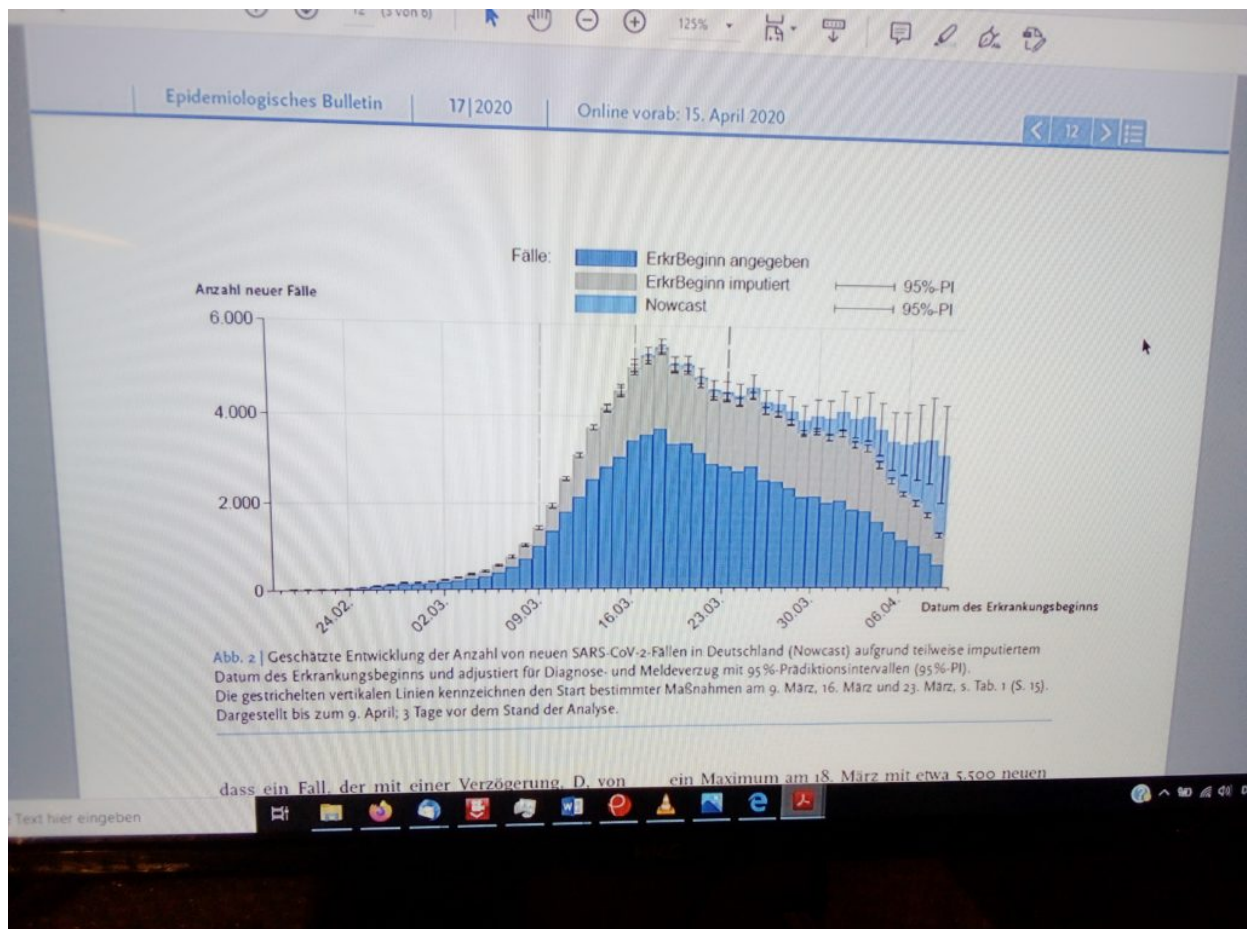 125%
Epidemiologisches Bulletin 17|2020 Online vorab: 15. April 2020
12
Fälle:
ErkrBeginn angegeben
ErkrBeginn imputiert 95%-PI
Nowcast 95%-PI
Anzahl neuer Fälle
6.000
4.000
2.000
0
24.02. 02.03. 09.03. 16.03. 23.03. 30.03. 06.04.
Datum des Erkrankungsbeginns
Abb. 2 | Geschätzte Entwicklung der Anzahl von neuen SARS-CoV-2-Fällen in Deutschland (Nowcast) aufgrund teilweise imputiertem
Datum des Erkrankungsbeginns und adjustiert für Diagnose- und Meldeverzug mit 95%-Prädiktionsintervallen (95%-PI).
Die gestrichelten vertikalen Linien kennzeichnen den Start bestimmter Maßnahmen am 9. März, 16. März und 23. März, s. Tab. 1 (S. 15).
Dargestellt bis zum 9. April; 3 Tage vor dem Stand der Analyse.
dass ein Fall, der mit einer Verzögerung, D, von
ein Maximum am 18. März mit etwa 5.500 neuen
Text hier eingeben